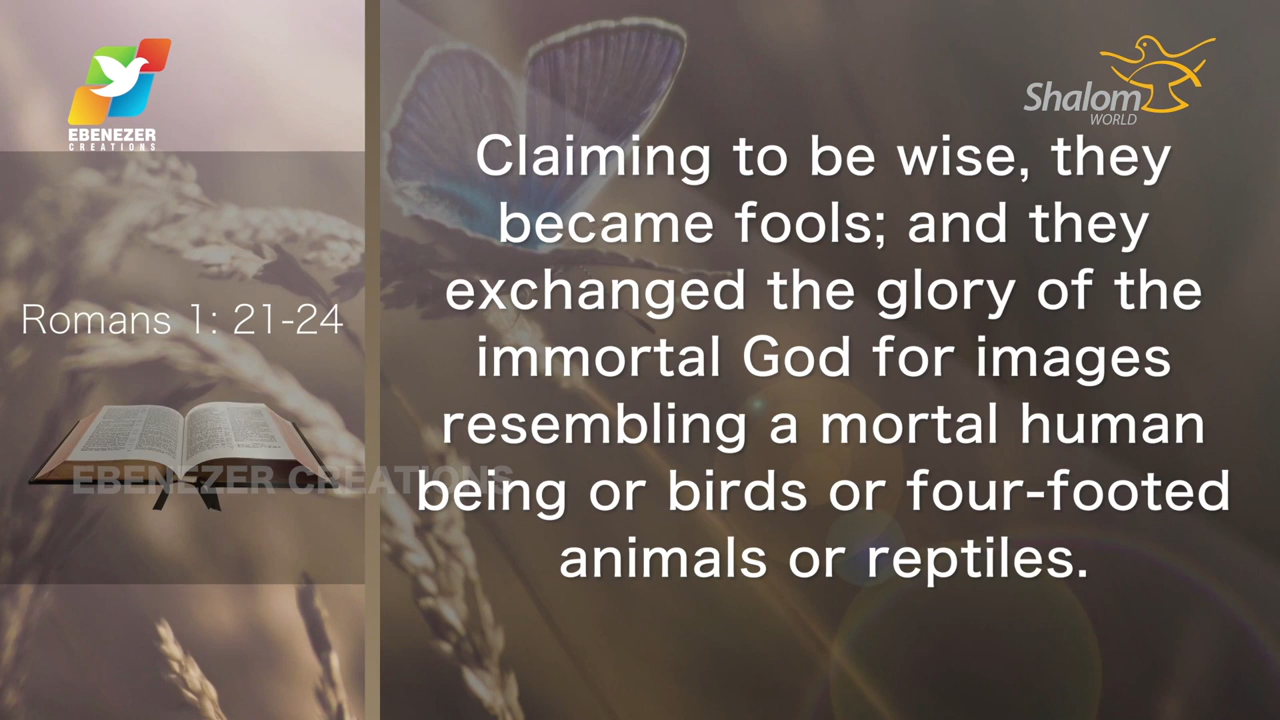 EBENEZER
CREATIONS
Shalom
WORLD
Romans 1: 21-24
Claiming to be wise, they
became fools; and they
exchanged the glory of the
immortal God for images
resembling a mortal human
being or birds or four-footed
animals or reptiles.
EBENEZER CREATIONS